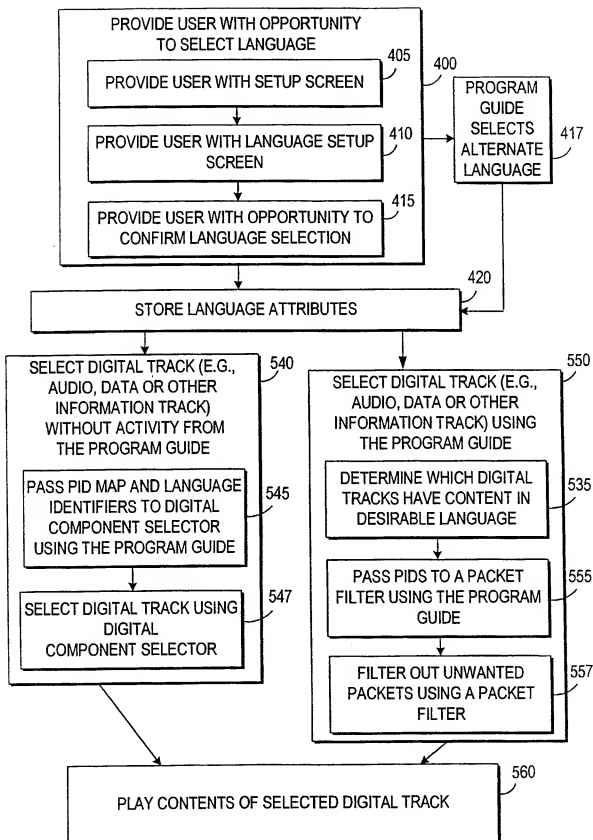 PROVIDE USER WITH OPPORTUNITY
TO SELECT LANGUAGE
400
405
PROVIDE USER WITH SETUP SCREEN
410
PROVIDE USER WITH LANGUAGE SETUP
SCREEN
415
PROVIDE USER WITH OPPORTUNITY TO
CONFIRM LANGUAGE SELECTION
PROGRAM
GUIDE
SELECTS
ALTERNATE
LANGUAGE
417
420
STORE LANGUAGE ATTRIBUTES
540
SELECT DIGITAL TRACK (E.G.,
AUDIO, DATA OR OTHER
INFORMATION TRACK)
WITHOUT ACTIVITY FROM
THE PROGRAM GUIDE
PASS PID MAP AND LANGUAGE
IDENTIFIERS TO DIGITAL
COMPONENT SELECTOR
USING THE PROGRAM GUIDE
545
SELECT DIGITAL TRACK USING
DIGITAL
COMPONENT SELECTOR
547
550
SELECT DIGITAL TRACK (E.G.,
AUDIO, DATA OR OTHER
INFORMATION TRACK) USING
THE PROGRAM GUIDE
DETERMINE WHICH DIGITAL
TRACKS HAVE CONTENT IN
DESIRABLE LANGUAGE
535
PASS PIDS TO A PACKET
FILTER USING THE PROGRAM
GUIDE
555
FILTER OUT UNWANTED
PACKETS USING A PACKET
FILTER
557
560
PLAY CONTENTS OF SELECTED DIGITAL TRACK